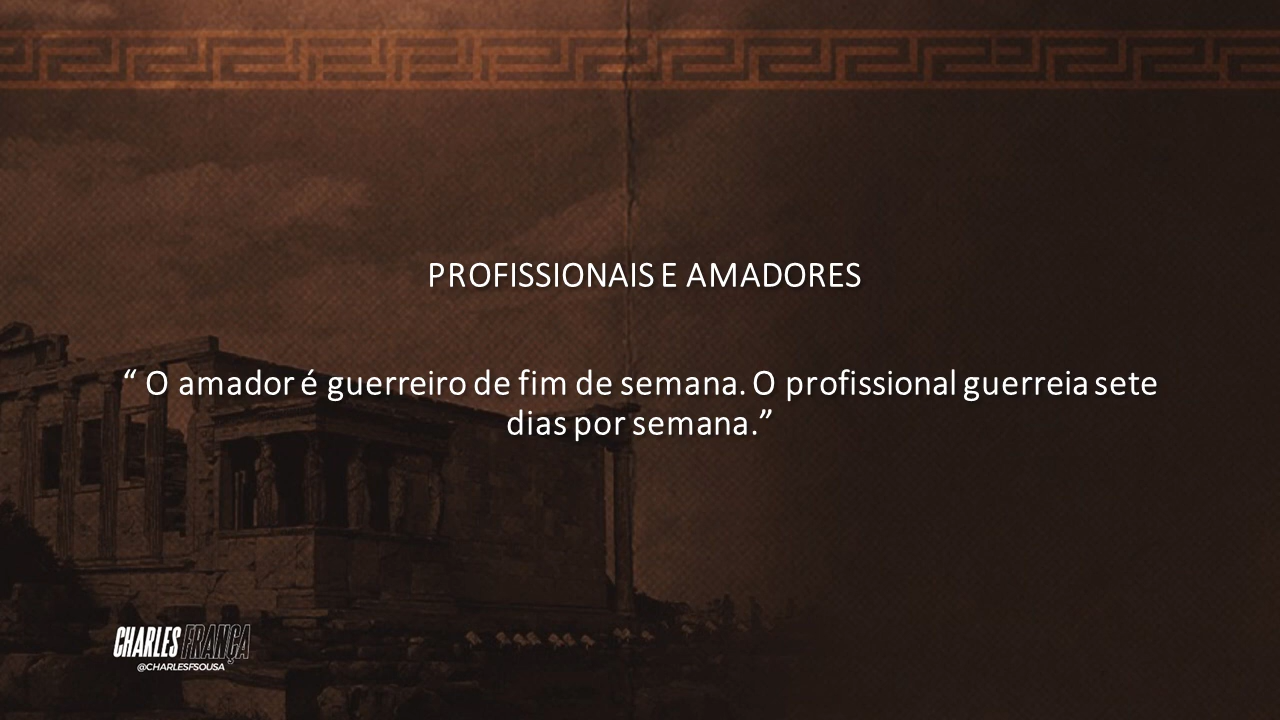 PROFISSIONAIS E AMADORES
“ O amador é guerreiro de fim de semana. O profissional guerreia sete
dias por semana.”
CHARLES FRANÇA
@CHARLESFSOUSA